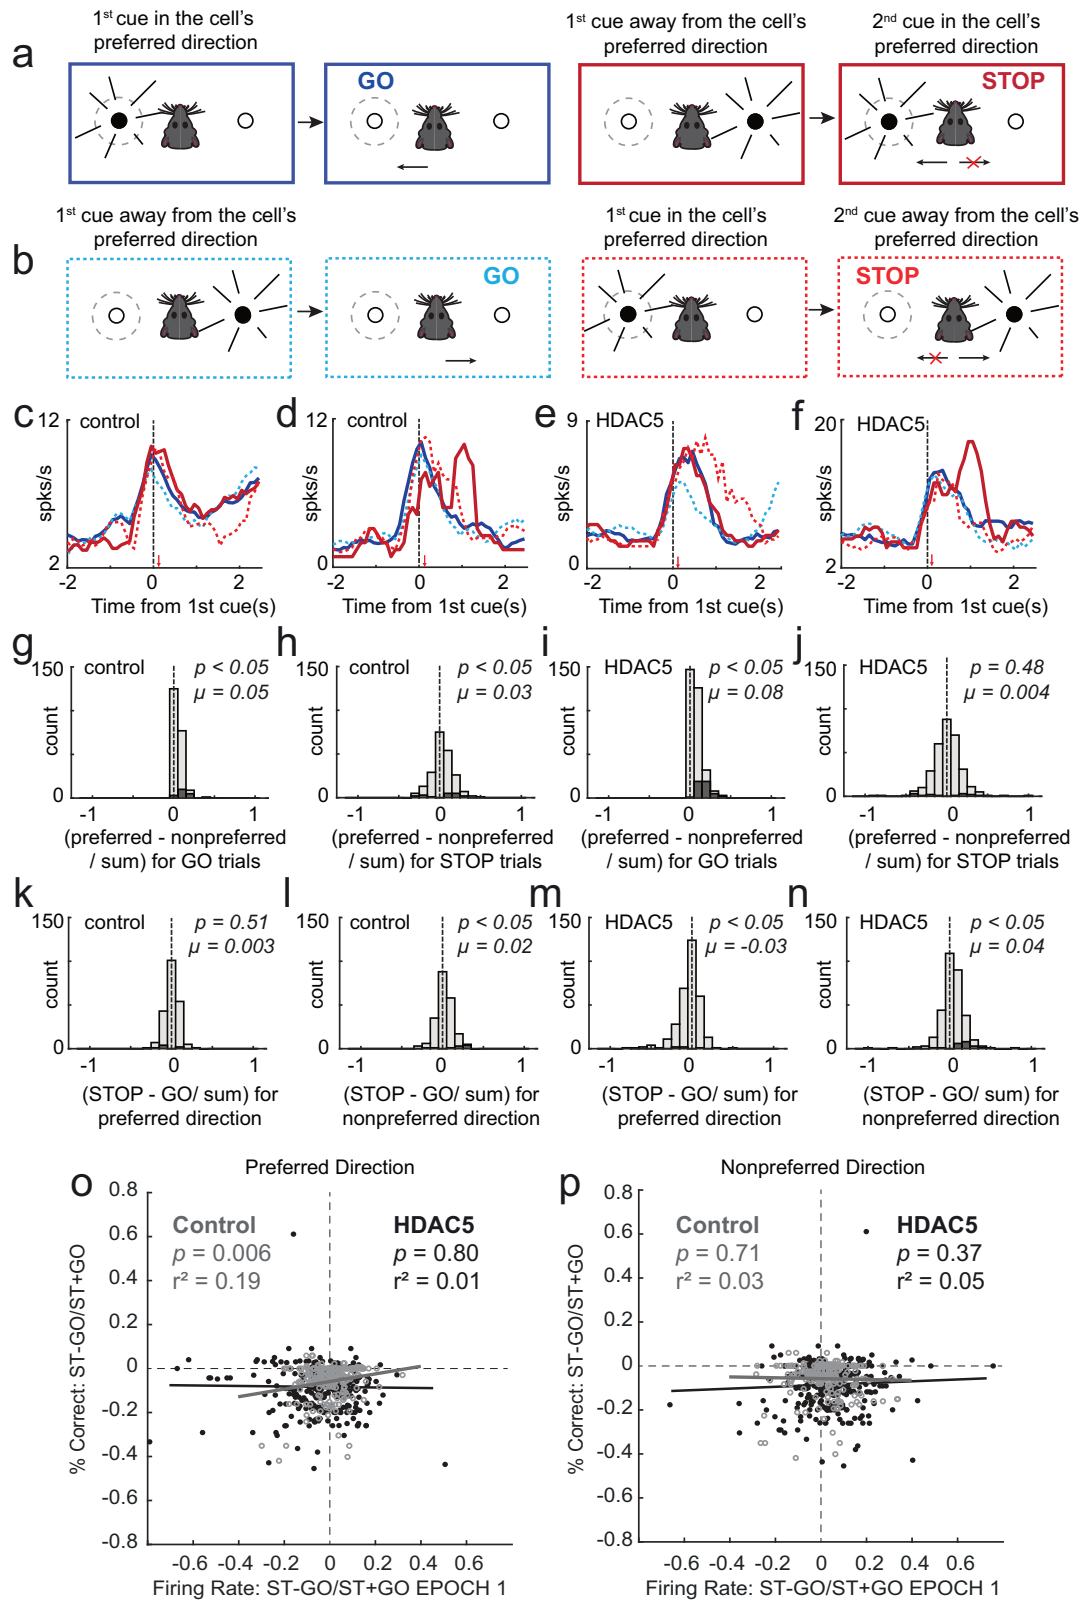 1st cue in the cell's
preferred direction
1st cue away from the cell's
preferred direction
2nd cue in the cell's
preferred direction
a
GO
STOP
1st cue away from the cell's
preferred direction
1st cue in the cell's
preferred direction
2nd cue away from the cell's
preferred direction
b
GO
STOP
c
control
spks/s
12
2
-2 0 2
Time from 1st cue(s)
d
control
spks/s
10
0
-2 0 2
Time from 1st cue(s)
e
HDAC5
spks/s
9
0
-2 0 2
Time from 1st cue(s)
f
HDAC5
spks/s
20
2
-2 0 2
Time from 1st cue(s)
g
control
p < 0.05
μ = 0.05
150
count
0
-1 0 1
(preferred - nonpreferred
/ sum) for GO trials
h
control
p < 0.05
μ = 0.03
150
count
0
-1 0 1
(preferred - nonpreferred
/ sum) for STOP trials
i
HDAC5
p < 0.05
μ = 0.08
150
count
0
-1 0 1
(preferred - nonpreferred
/ sum) for GO trials
j
HDAC5
p = 0.48
μ = 0.004
150
count
0
-1 0 1
(preferred - nonpreferred
/ sum) for STOP trials
k
control
p = 0.51
μ = 0.003
150
count
0
-1 0 1
(STOP - GO/ sum) for
preferred direction
l
control
p < 0.05
μ = 0.02
150
count
0
-1 0 1
(STOP - GO/ sum) for
nonpreferred direction
m
HDAC5
p < 0.05
μ = -0.03
150
count
0
-1 0 1
(STOP - GO/ sum) for
preferred direction
n
HDAC5
p < 0.05
μ = 0.04
150
count
0
-1 0 1
(STOP - GO/ sum) for
nonpreferred direction
o
Preferred Direction
Control
p = 0.006
r² = 0.19
HDAC5
p = 0.80
r² = 0.01
% Correct: ST-GO/ST+GO
0.8
0.6
0.4
0.2
0
-0.2
-0.4
-0.6
-0.8
-0.6 -0.4 -0.2 0 0.2 0.4 0.6
Firing Rate: ST-GO/ST+GO EPOCH 1
p
Nonpreferred Direction
Control
p = 0.71
r² = 0.03
HDAC5
p = 0.37
r² = 0.05
% Correct: ST-GO/ST+GO
0.8
0.6
0.4
0.2
0
-0.2
-0.4
-0.6
-0.8
-0.6 -0.4 -0.2 0 0.2 0.4 0.6
Firing Rate: ST-GO/ST+GO EPOCH 1